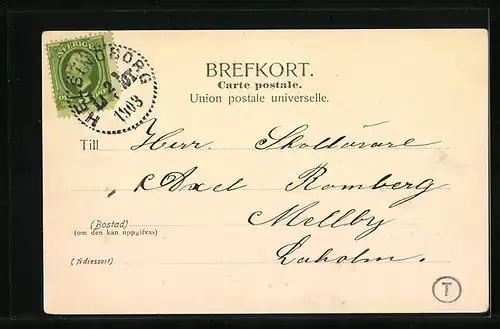 SVERIGE
HELSINGBORG
1903
BREFKORT.
Carte postale.
Union postale universelle.
Till Herr. Skollärare
Axel Romberg
Mellby
(Bostad)
(om den kan uppgifvas)
Laholm.
(Adressort)
T